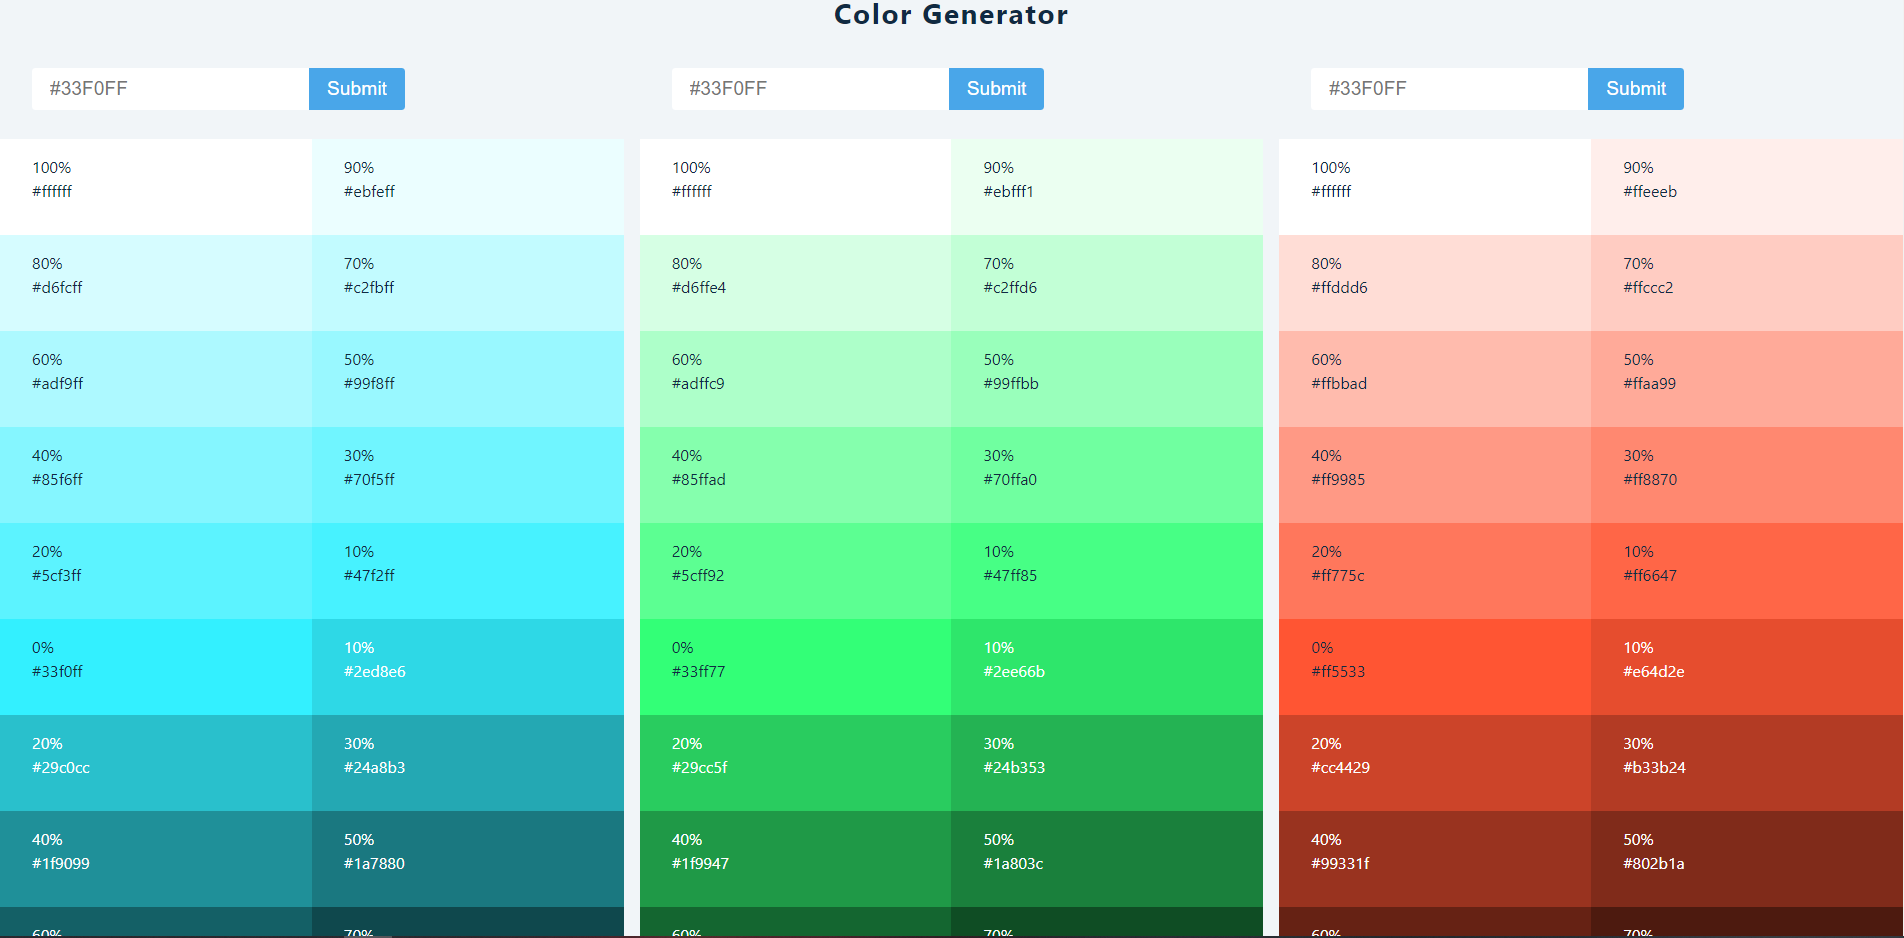 Color Generator
#33F0FF Submit #33F0FF Submit #33F0FF Submit
100% 90% 100% 90% 100% 90%
#ffffff #ebfeff #ffffff #ebfff1 #ffffff #ffeeeb
80% 70% 80% 70% 80% 70%
#d6fcff #c2fbff #d6ffe4 #c2ffd6 #ffddd6 #ffccc2
60% 50% 60% 50% 60% 50%
#adf9ff #99f8ff #adffc9 #99ffbb #ffbbad #ffaa99
40% 30% 40% 30% 40% 30%
#85f6ff #70f5ff #85ffad #70ffa0 #ff9985 #ff8870
20% 10% 20% 10% 20% 10%
#5cf3ff #47f2ff #5cff92 #47ff85 #ff775c #ff6647
0% 10% 0% 10% 0% 10%
#33f0ff #2ed8e6 #33ff77 #2ee66b #ff5533 #e64d2e
20% 30% 20% 30% 20% 30%
#29c0cc #24a8b3 #29cc5f #24b353 #cc4429 #b33b24
40% 50% 40% 50% 40% 50%
#1f9099 #1a7880 #1f9947 #1a803c #99331f #802b1a
60% 70% 60% 70% 60% 70%